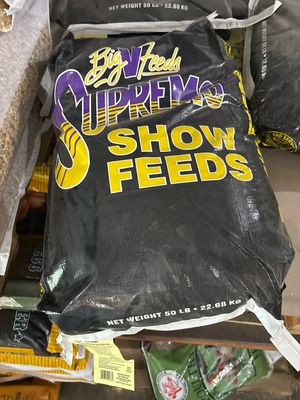 NET WEIGHT 50 LB • 22.68 KG
Big V Feeds
SUPREMO
SHOW
FEEDS
NET WEIGHT 50 LB • 22.68 KG